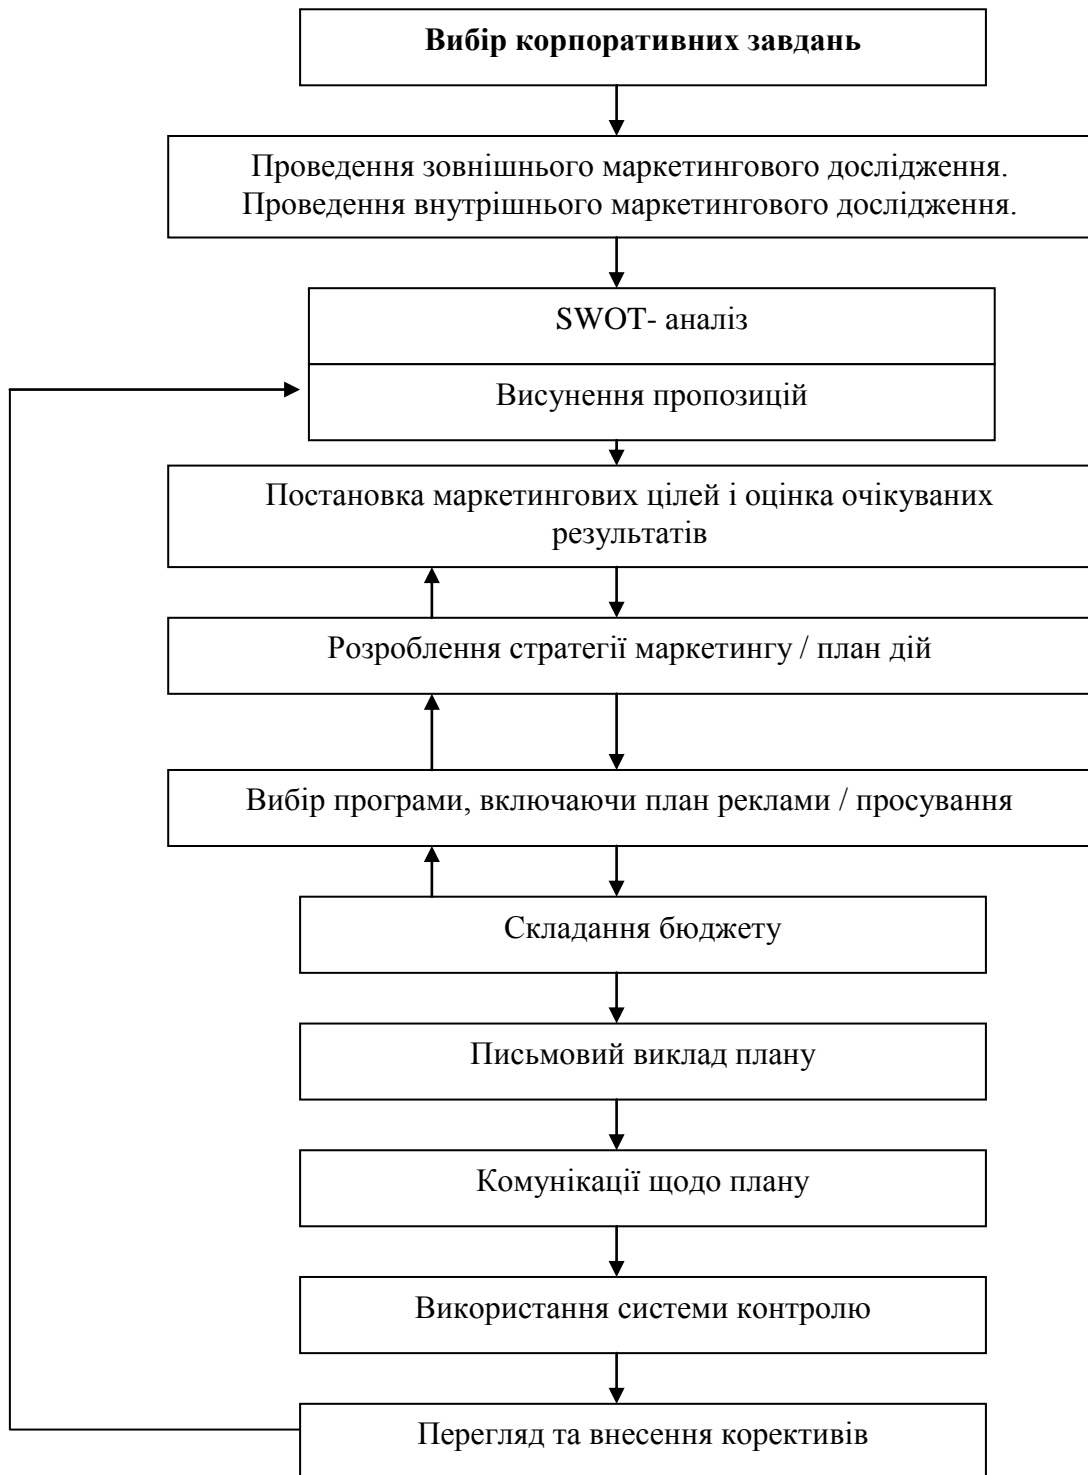 Вибір корпоративних завдань
Проведення зовнішнього маркетингового дослідження.
Проведення внутрішнього маркетингового дослідження.
SWOT- аналіз
Висунення пропозицій
Постановка маркетингових цілей і оцінка очікуваних
результатів
Розроблення стратегії маркетингу / план дій
Вибір програми, включаючи план реклами / просування
Складання бюджету
Письмовий виклад плану
Комунікації щодо плану
Використання системи контролю
Перегляд та внесення корективів